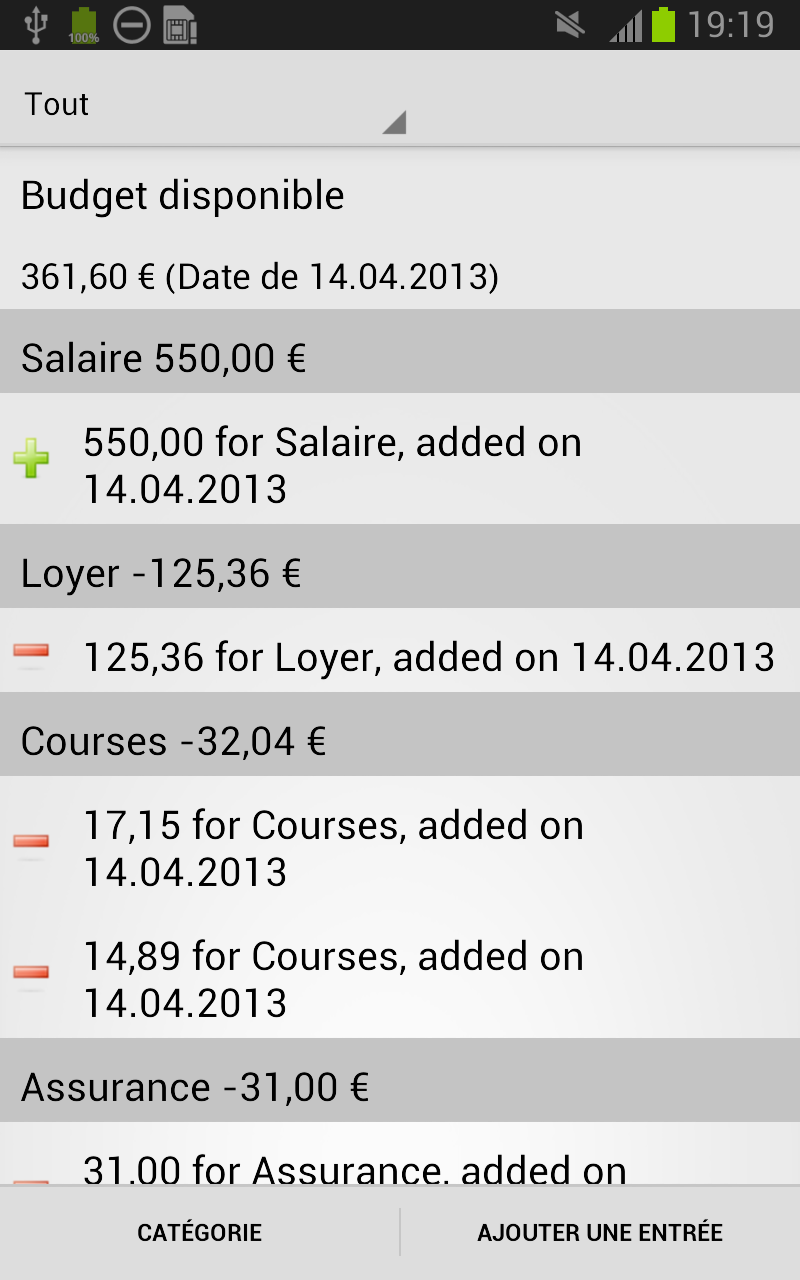 100%
19:19
Tout
Budget disponible
361,60 € (Date de 14.04.2013)
Salaire 550,00 €
550,00 for Salaire, added on
14.04.2013
Loyer -125,36 €
125,36 for Loyer, added on 14.04.2013
Courses -32,04 €
17,15 for Courses, added on
14.04.2013
14,89 for Courses, added on
14.04.2013
Assurance -31,00 €
31,00 for Assurance, added on
CATÉGORIE
AJOUTER UNE ENTRÉE